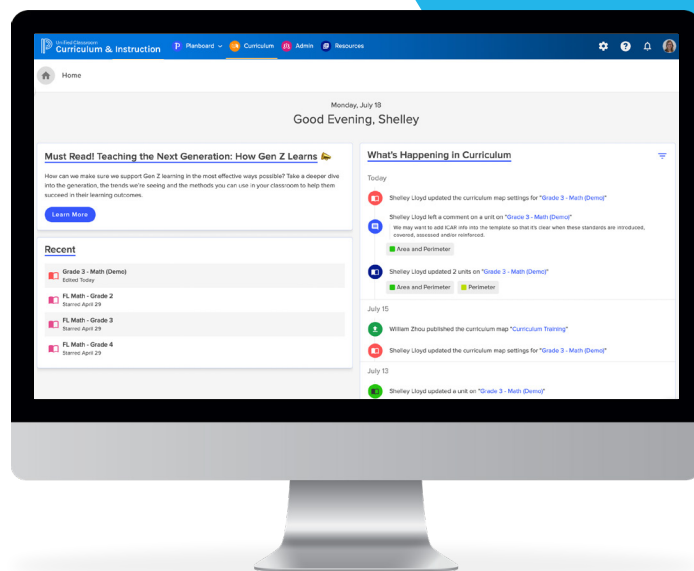 Unified Classroom
Curriculum & Instruction
Planboard
Curriculum
Admin
Resources
Home
Monday, July 18
Good Evening, Shelley
Must Read! Teaching the Next Generation: How Gen Z Learns
How can we make sure we support Gen Z learning in the most effective ways possible? Take a deeper dive
into the generation, the trends we're seeing and the methods you can use in your classroom to help them
succeed in their learning outcomes.
Learn More
Recent
Grade 3 - Math (Demo)
Edited Today
FL Math - Grade 2
Starred April 29
FL Math - Grade 3
Starred April 29
FL Math - Grade 4
Starred April 29
What's Happening in Curriculum
Today
Shelley Lloyd updated the curriculum map settings for "Grade 3 - Math (Demo)"
Shelley Lloyd left a comment on a unit on "Grade 3 - Math (Demo)"
We may want to add ICAR info into the template so that it's clear when these standards are introduced,
covered, assessed and/or reinforced.
Area and Perimeter
Shelley Lloyd updated 2 units on "Grade 3 - Math (Demo)"
Area and Perimeter
Perimeter
July 15
William Zhou published the curriculum map "Curriculum Training"
Shelley Lloyd updated the curriculum map settings for "Grade 3 - Math (Demo)"
July 13
Shelley Lloyd updated a unit on "Grade 3 - Math (Demo)"